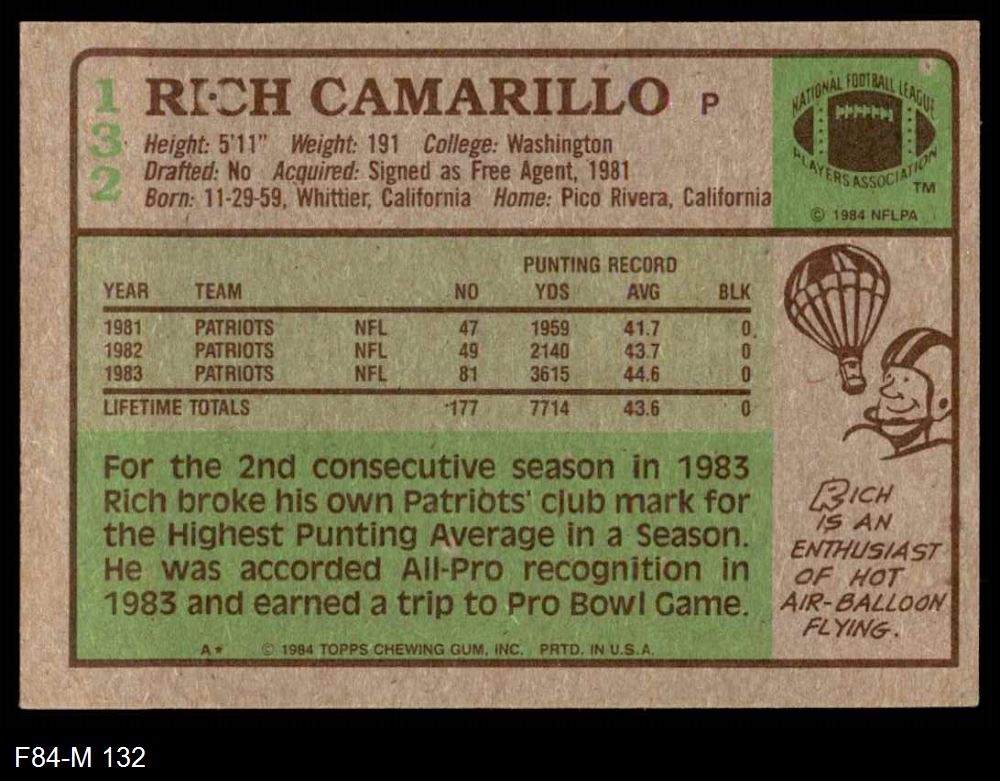 132
RICH CAMARILLO P
Height: 5'11" Weight: 191 College: Washington
Drafted: No Acquired: Signed as Free Agent, 1981
Born: 11-29-59, Whittier, California Home: Pico Rivera, California
NATIONAL FOOTBALL LEAGUE
PLAYERS ASSOCIATION
TM
© 1984 NFLPA
PUNTING RECORD
YEAR TEAM NO YDS AVG BLK
1981 PATRIOTS NFL 47 1959 41.7 0
1982 PATRIOTS NFL 49 2140 43.7 0
1983 PATRIOTS NFL 81 3615 44.6 0
LIFETIME TOTALS 177 7714 43.6 0
For the 2nd consecutive season in 1983
Rich broke his own Patriots' club mark for
the Highest Punting Average in a Season.
He was accorded All-Pro recognition in
1983 and earned a trip to Pro Bowl Game.
RICH
IS AN
ENTHUSIAST
OF HOT
AIR-BALLOON
FLYING.
A* © 1984 TOPPS CHEWING GUM, INC. PRTD. IN U.S.A.
F84-M 132